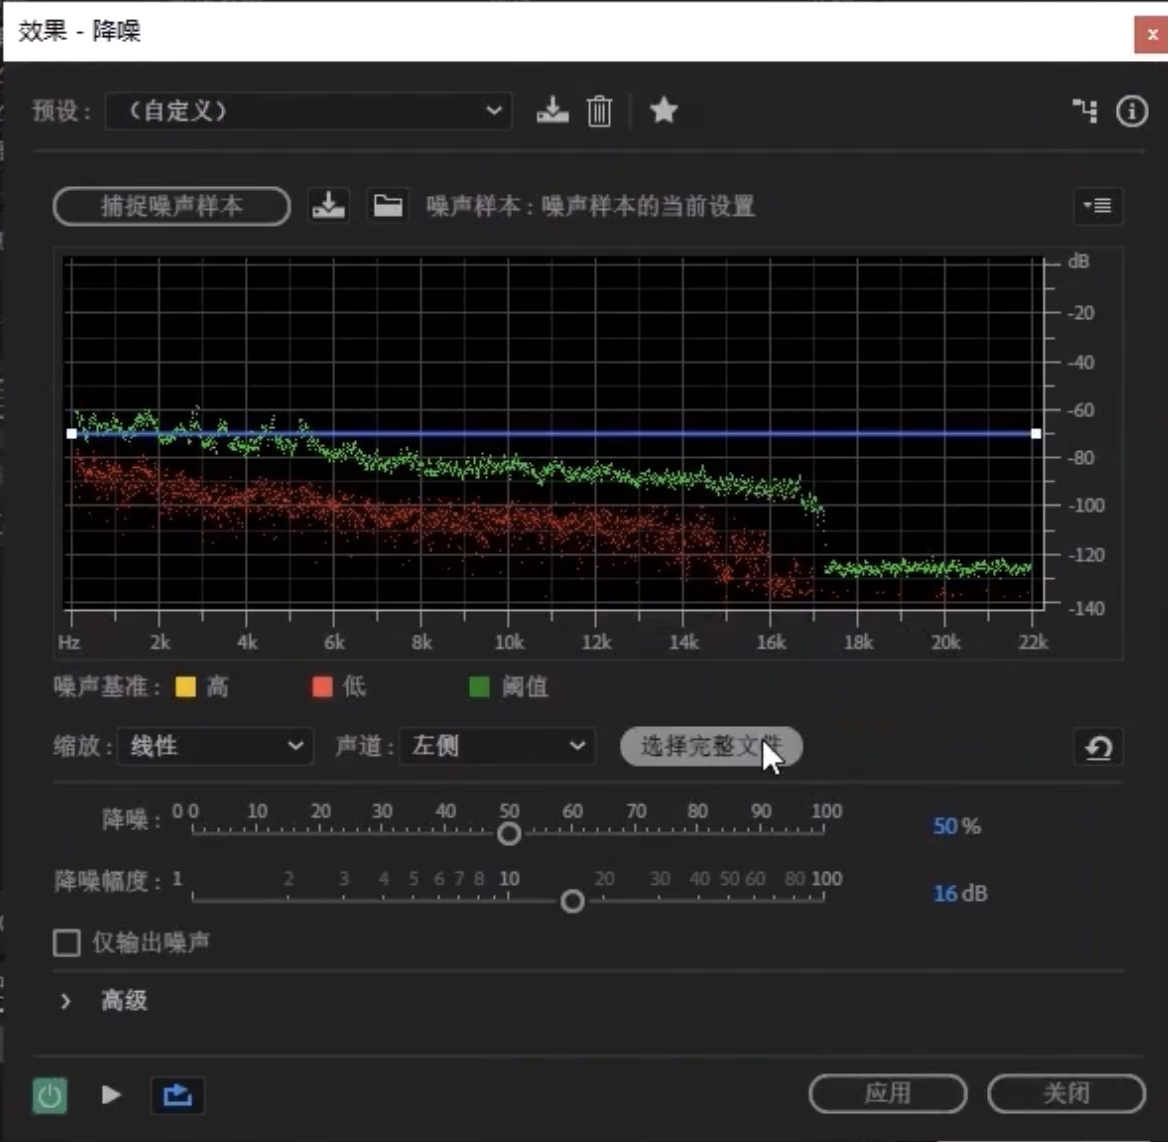 效果 - 降噪
x
预设： （自定义）
捕捉噪声样本 噪声样本：噪声样本的当前设置
dB
-20
-40
-60
-80
-100
-120
-140
Hz 2k 4k 6k 8k 10k 12k 14k 16k 18k 20k 22k
噪声基准： 高 低 阈值
缩放： 线性 声道： 左侧 选择完整文件
降噪： 0 0 10 20 30 40 50 60 70 80 90 100 50 %
降噪幅度： 1 2 3 4 5 6 7 8 10 20 30 40 50 60 80 100 16 dB
仅输出噪声
高级
应用 关闭